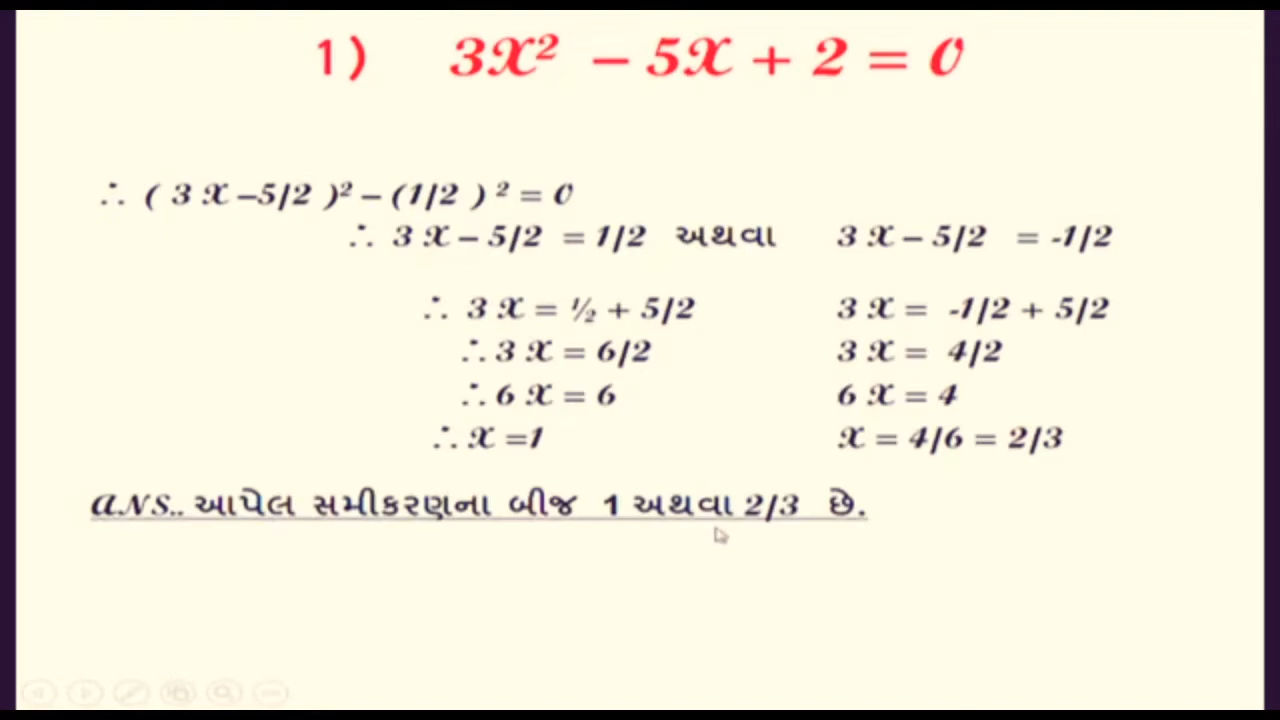 1) 3x² – 5x + 2 = 0
∴ ( 3 x –5/2 )² – (1/2 ) ² = 0
∴ 3 x – 5/2 = 1/2 અથવા 3 x – 5/2 = -1/2
∴ 3 x = ½ + 5/2 3 x = -1/2 + 5/2
∴ 3 x = 6/2 3 x = 4/2
∴ 6 x = 6 6 x = 4
∴ x =1 x = 4/6 = 2/3
ANS.. આપેલ સમીકરણના બીજ 1 અથવા 2/3 છે.